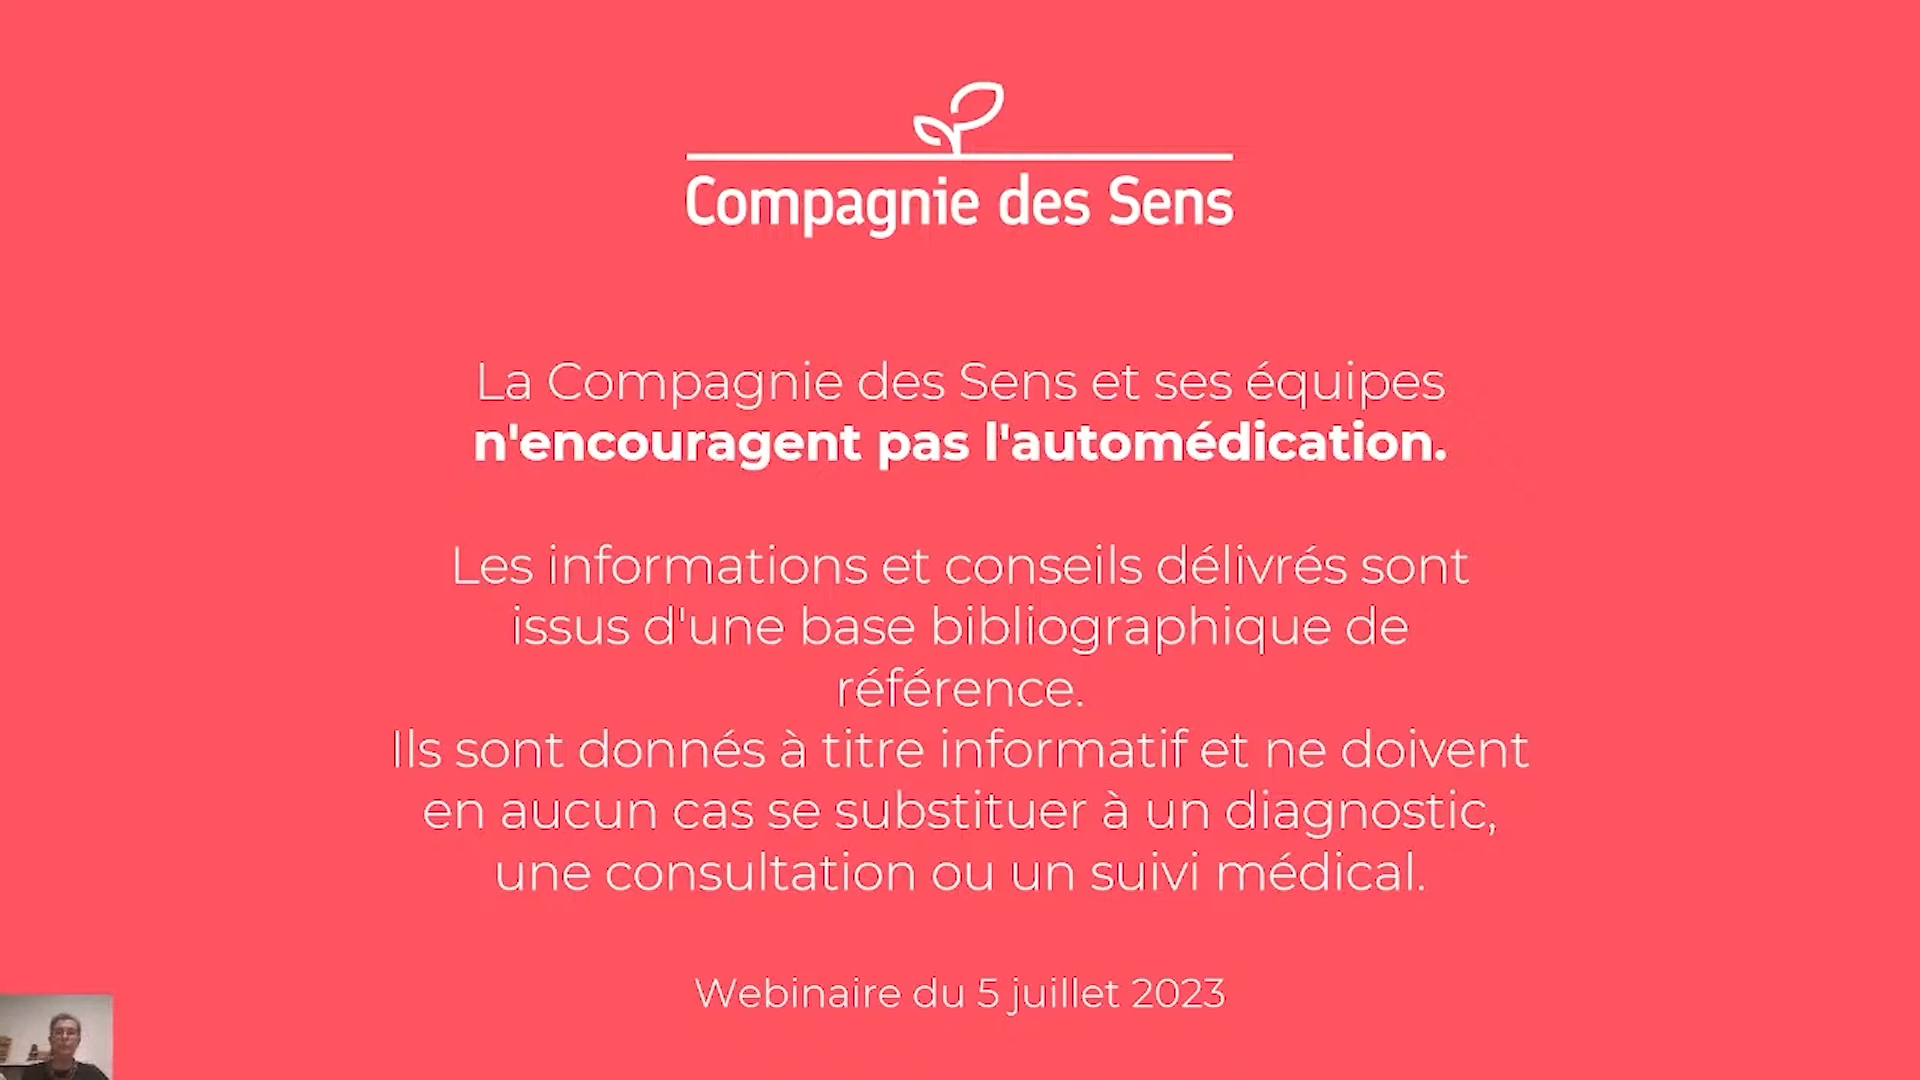 Compagnie des Sens
La Compagnie des Sens et ses équipes
n'encouragent pas l'automédication.
Les informations et conseils délivrés sont
issus d'une base bibliographique de
référence.
Ils sont donnés à titre informatif et ne doivent
en aucun cas se substituer à un diagnostic,
une consultation ou un suivi médical.
Webinaire du 5 juillet 2023